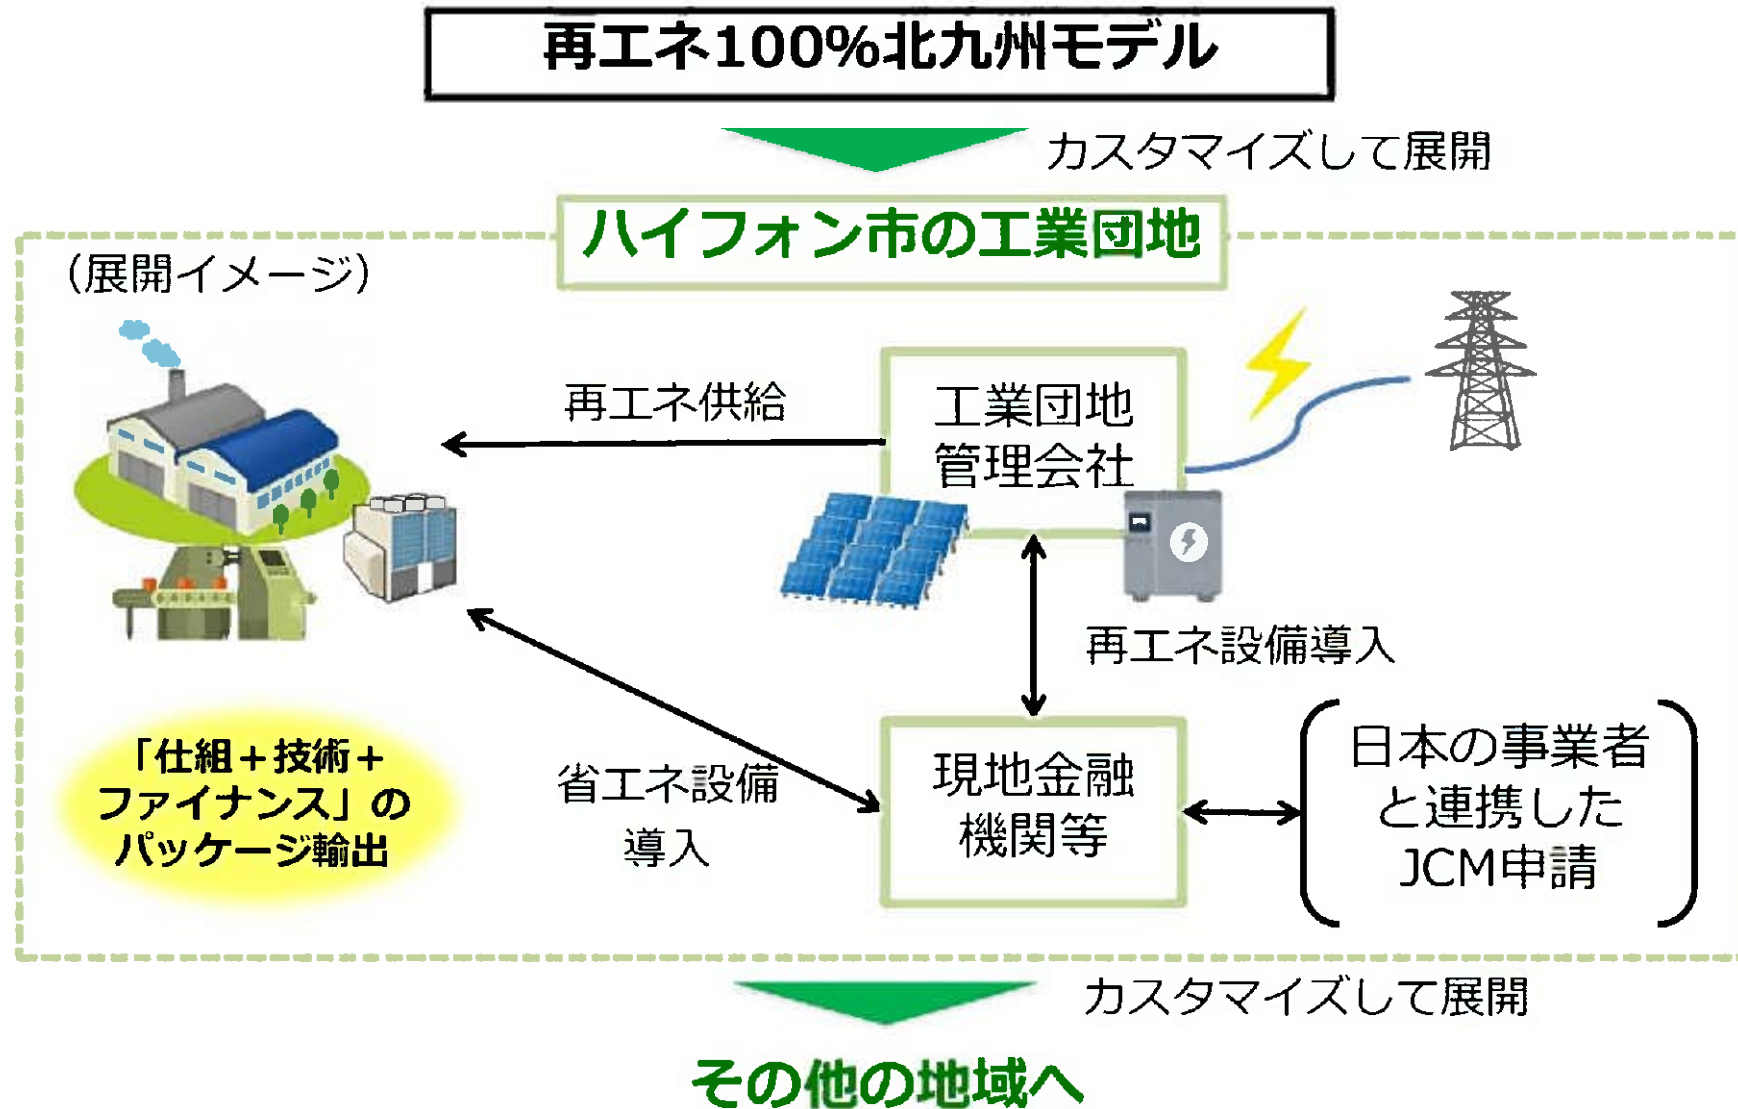 再エネ100%北九州モデル
カスタマイズして展開
ハイフォン市の工業団地
（展開イメージ）
再エネ供給
工業団地
管理会社
再エネ設備導入
「仕組＋技術＋
ファイナンス」の
パッケージ輸出
省エネ設備
導入
現地金融
機関等
日本の事業者
と連携した
JCM申請
カスタマイズして展開
その他の地域へ